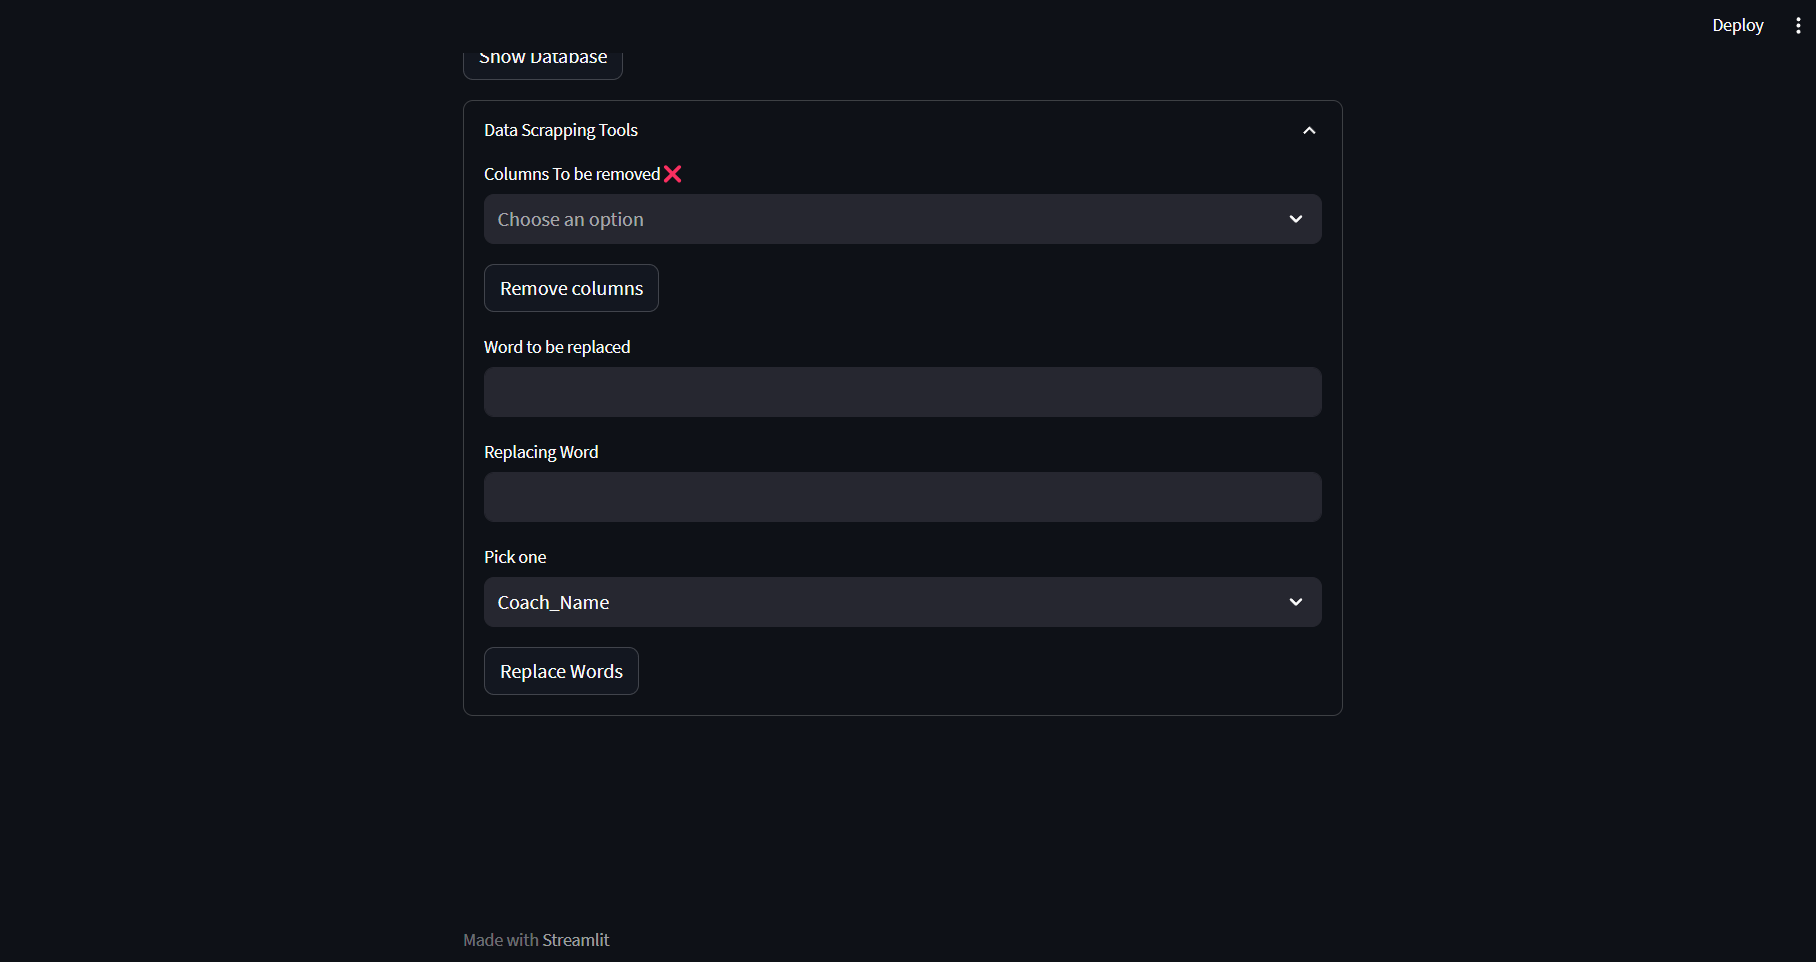 Deploy
Show Database
Data Scrapping Tools
Columns To be removed❌
Choose an option
Remove columns
Word to be replaced
Replacing Word
Pick one
Coach_Name
Replace Words
Made with Streamlit